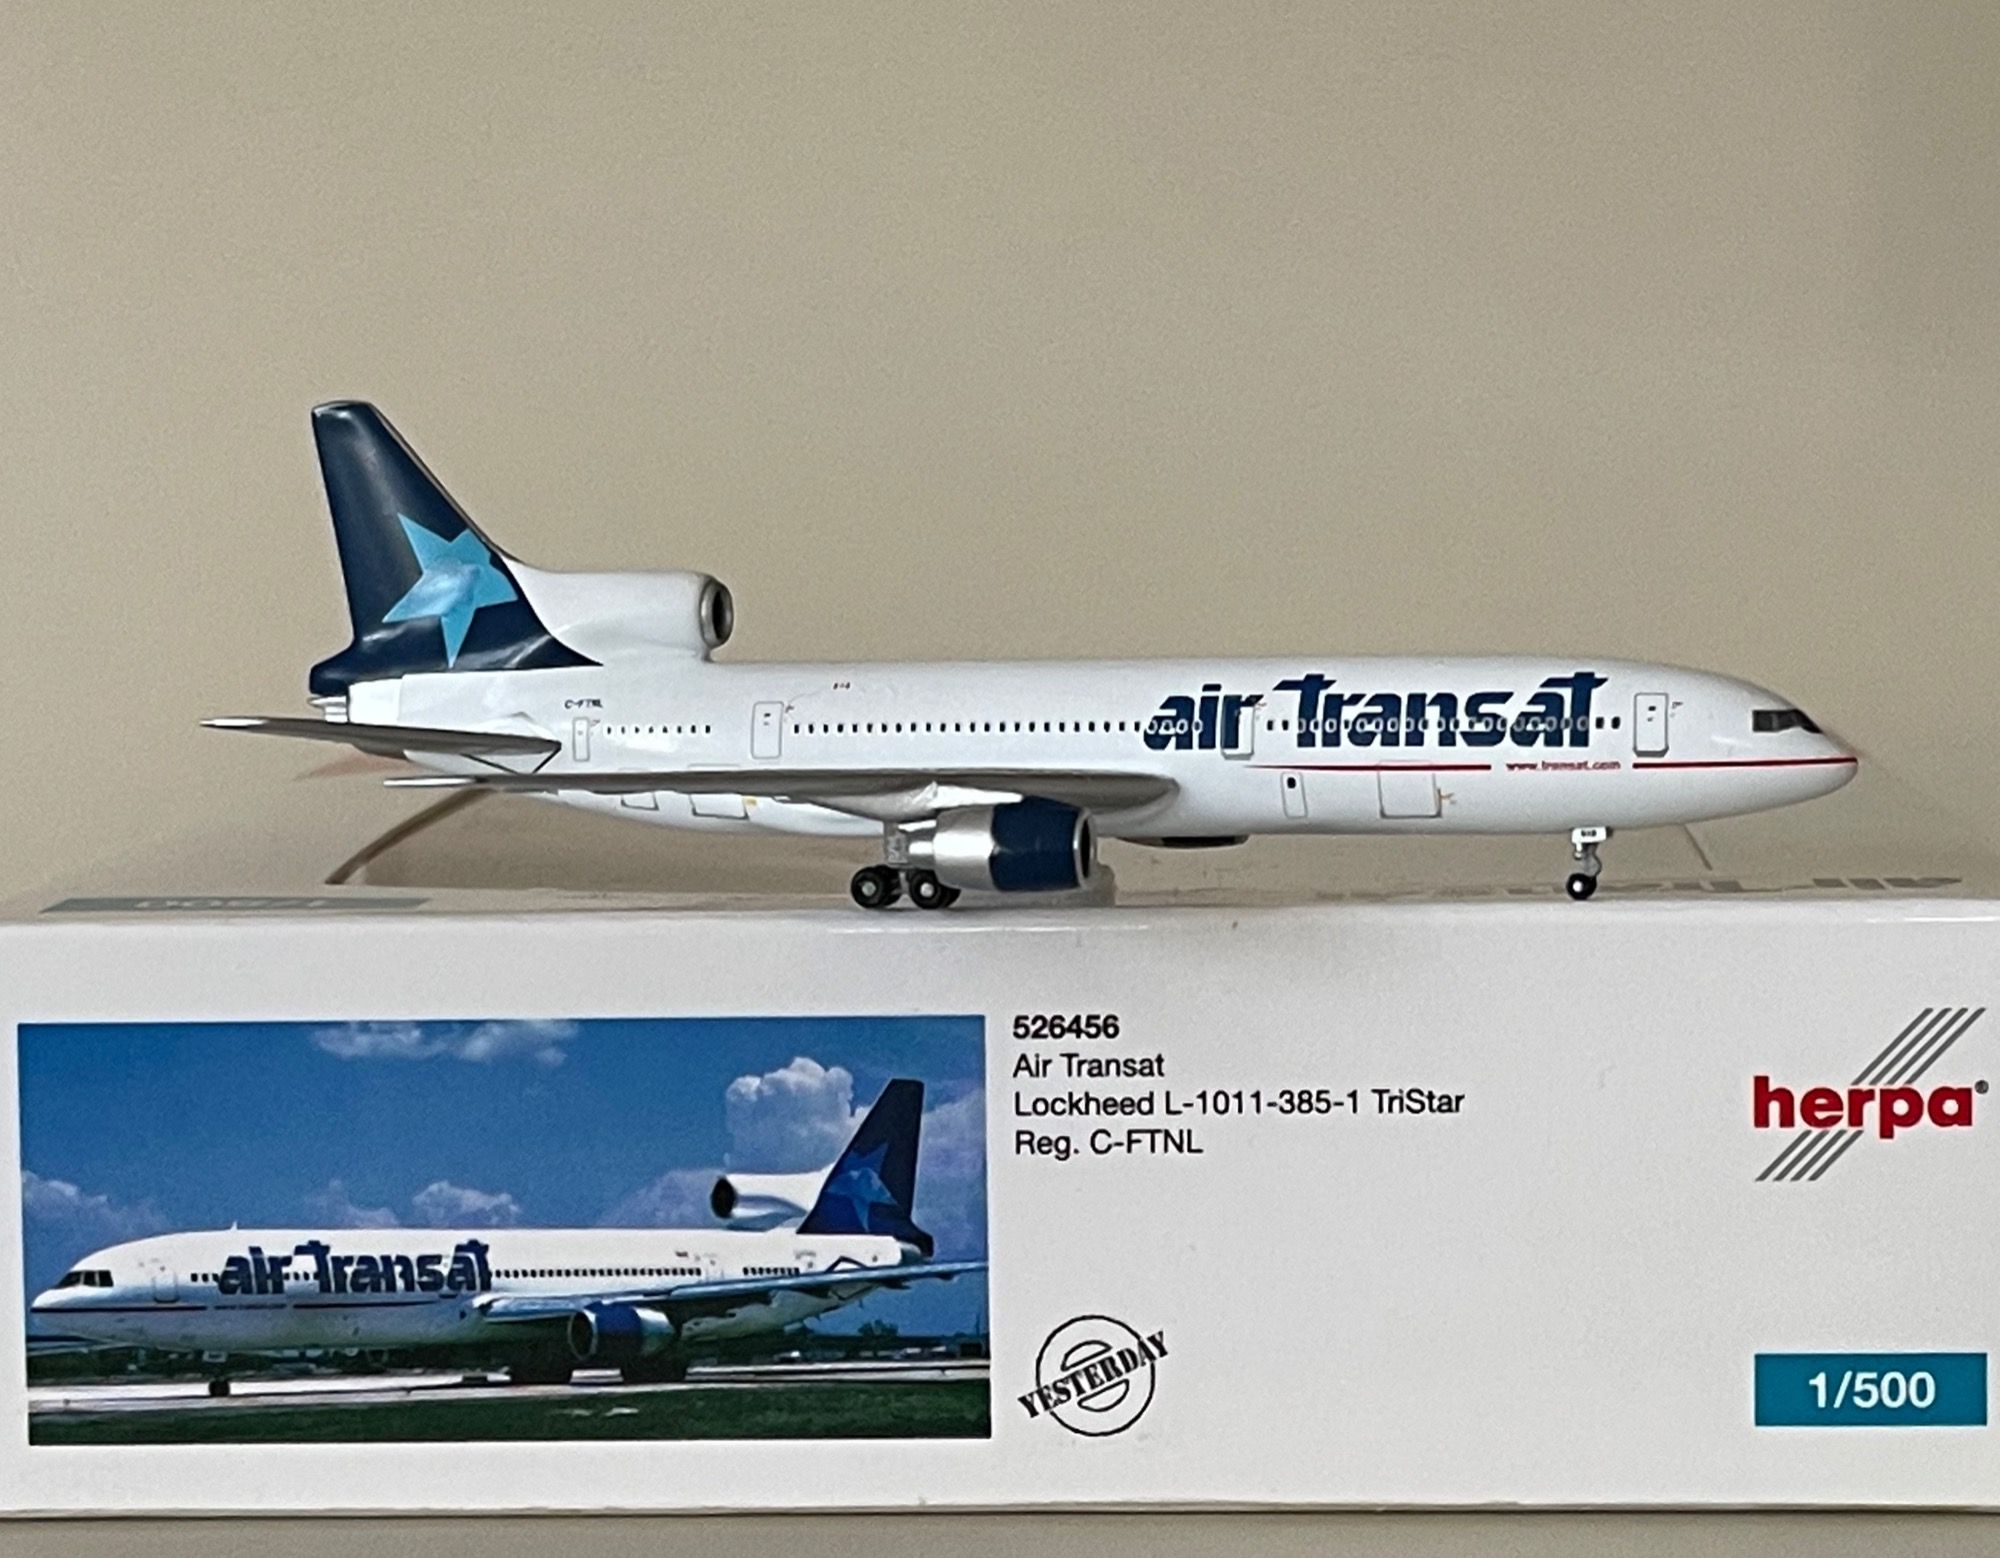 C-FTNL
air Transat
www.transat.com
526456
Air Transat
Lockheed L-1011-385-1 TriStar
Reg. C-FTNL
herpa®
air Transat
YESTERDAY
1/500